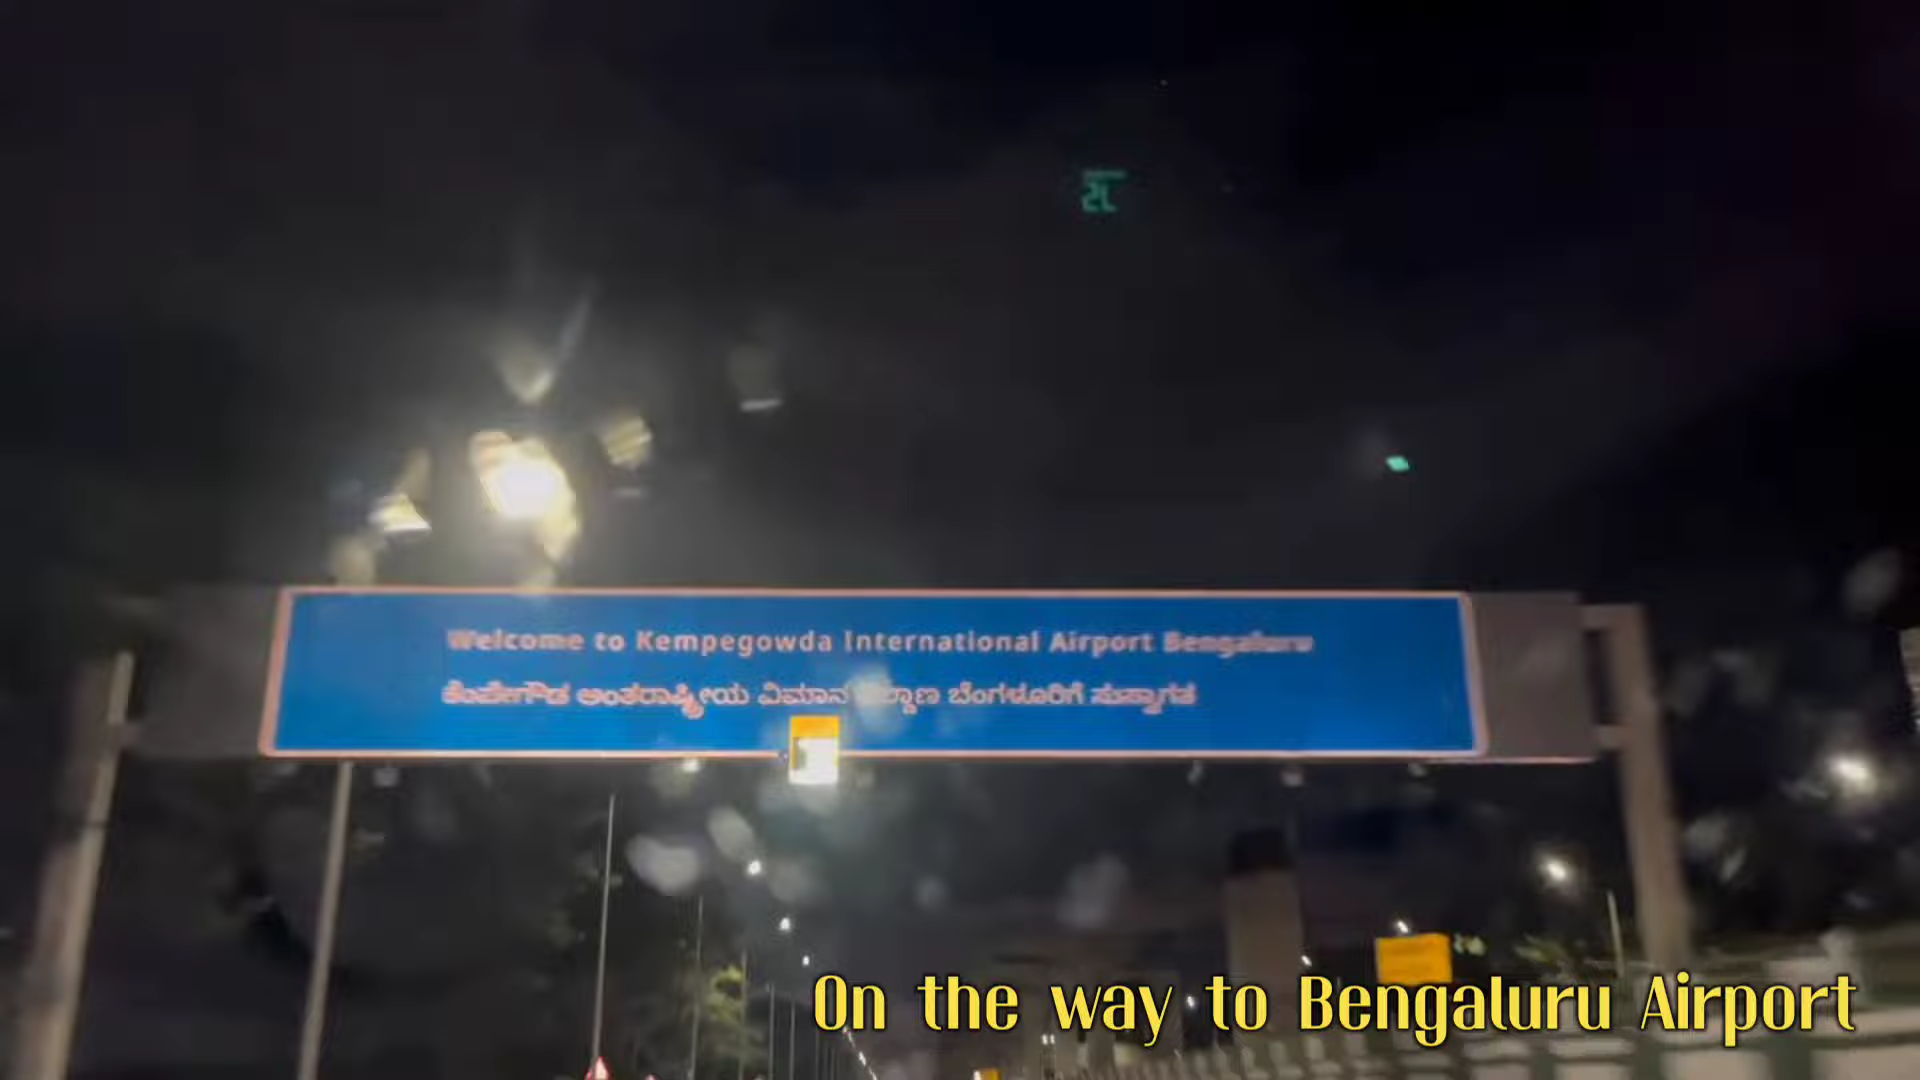 Welcome to Kempegowda International Airport Bengaluru
ಕೆಂಪೇಗೌಡ ಅಂತರಾಷ್ಟ್ರೀಯ ವಿಮಾನ ಬೆಂಗಳೂರಿಗೆ ಸುಸ್ವಾಗತ
On the way to Bengaluru Airport